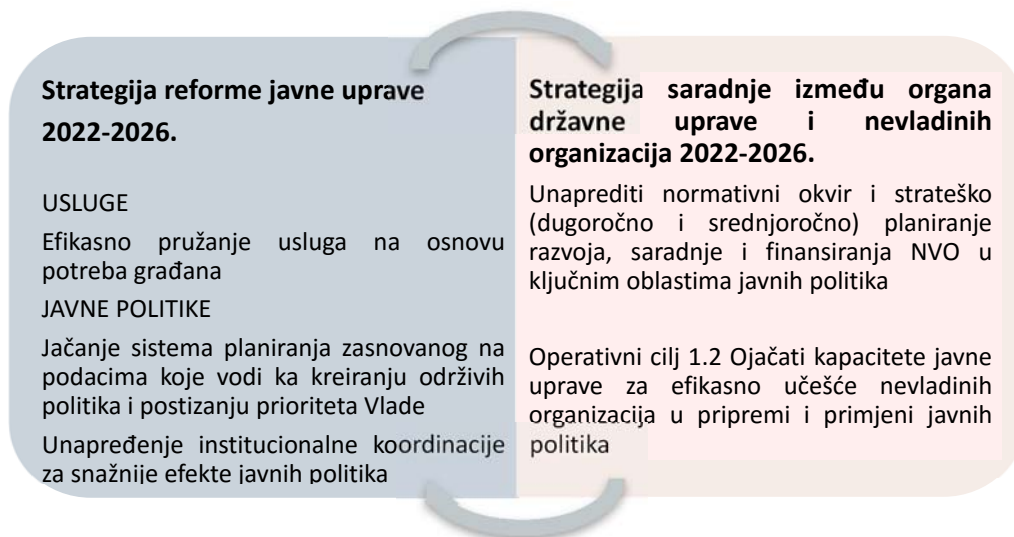 Strategija reforme javne uprave
2022-2026.
USLUGE
Efikasno pružanje usluga na osnovu
potreba građana
JAVNE POLITIKE
Jačanje sistema planiranja zasnovanog na
podacima koje vodi ka kreiranju održivih
politika i postizanju prioriteta Vlade
Unapređenje institucionalne koordinacije
za snažnije efekte javnih politika
Strategija saradnje između organa
državne uprave i nevladinih
organizacija 2022-2026.
Unaprediti normativni okvir i strateško
(dugoročno i srednjoročno) planiranje
razvoja, saradnje i finansiranja NVO u
ključnim oblastima javnih politika
Operativni cilj 1.2 Ojačati kapacitete javne
uprave za efikasno učešće nevladinih
organizacija u pripremi i primjeni javnih
politika